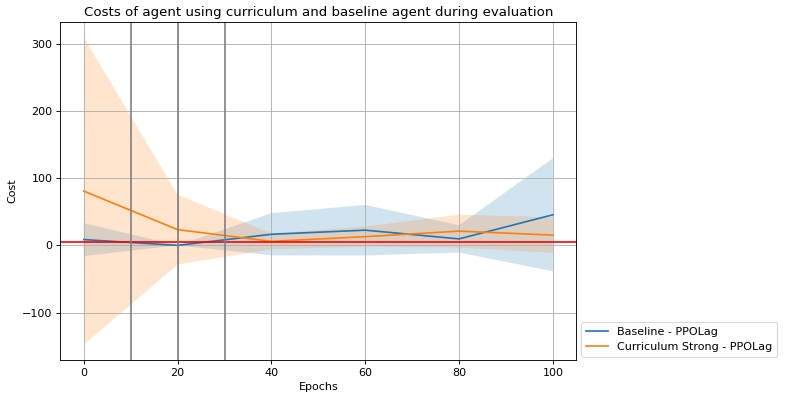 Costs of agent using curriculum and baseline agent during evaluation
300
200
100
0
−100
Cost
0 20 40 60 80 100
Epochs
Baseline - PPOLag
Curriculum Strong - PPOLag